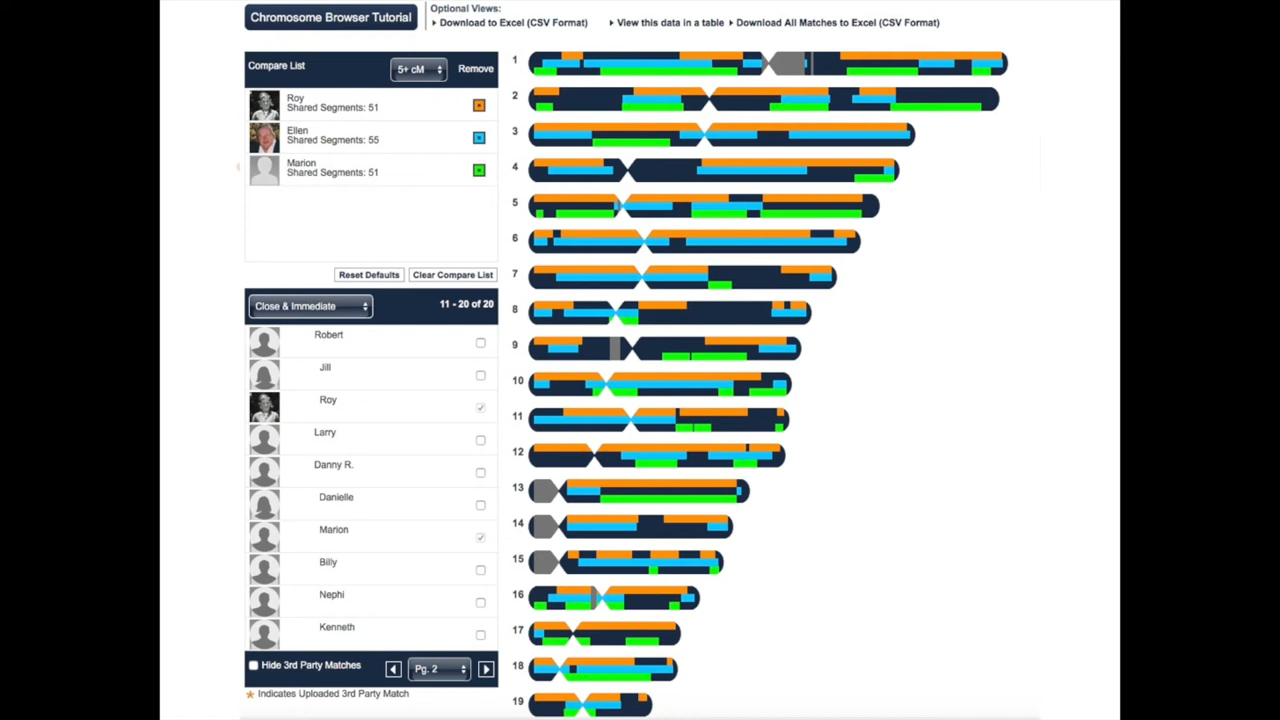 Chromosome Browser Tutorial
Optional Views:
Download to Excel (CSV Format) View this data in a table Download All Matches to Excel (CSV Format)
Compare List 5+ cM Remove
Roy
Shared Segments: 51
Ellen
Shared Segments: 55
Marion
Shared Segments: 51
Reset Defaults Clear Compare List
Close & Immediate 11 - 20 of 20
Robert
Jill
Roy
Larry
Danny R.
Danielle
Marion
Billy
Nephi
Kenneth
Hide 3rd Party Matches Pg. 2
Indicates Uploaded 3rd Party Match
1
2
3
4
5
6
7
8
9
10
11
12
13
14
15
16
17
18
19